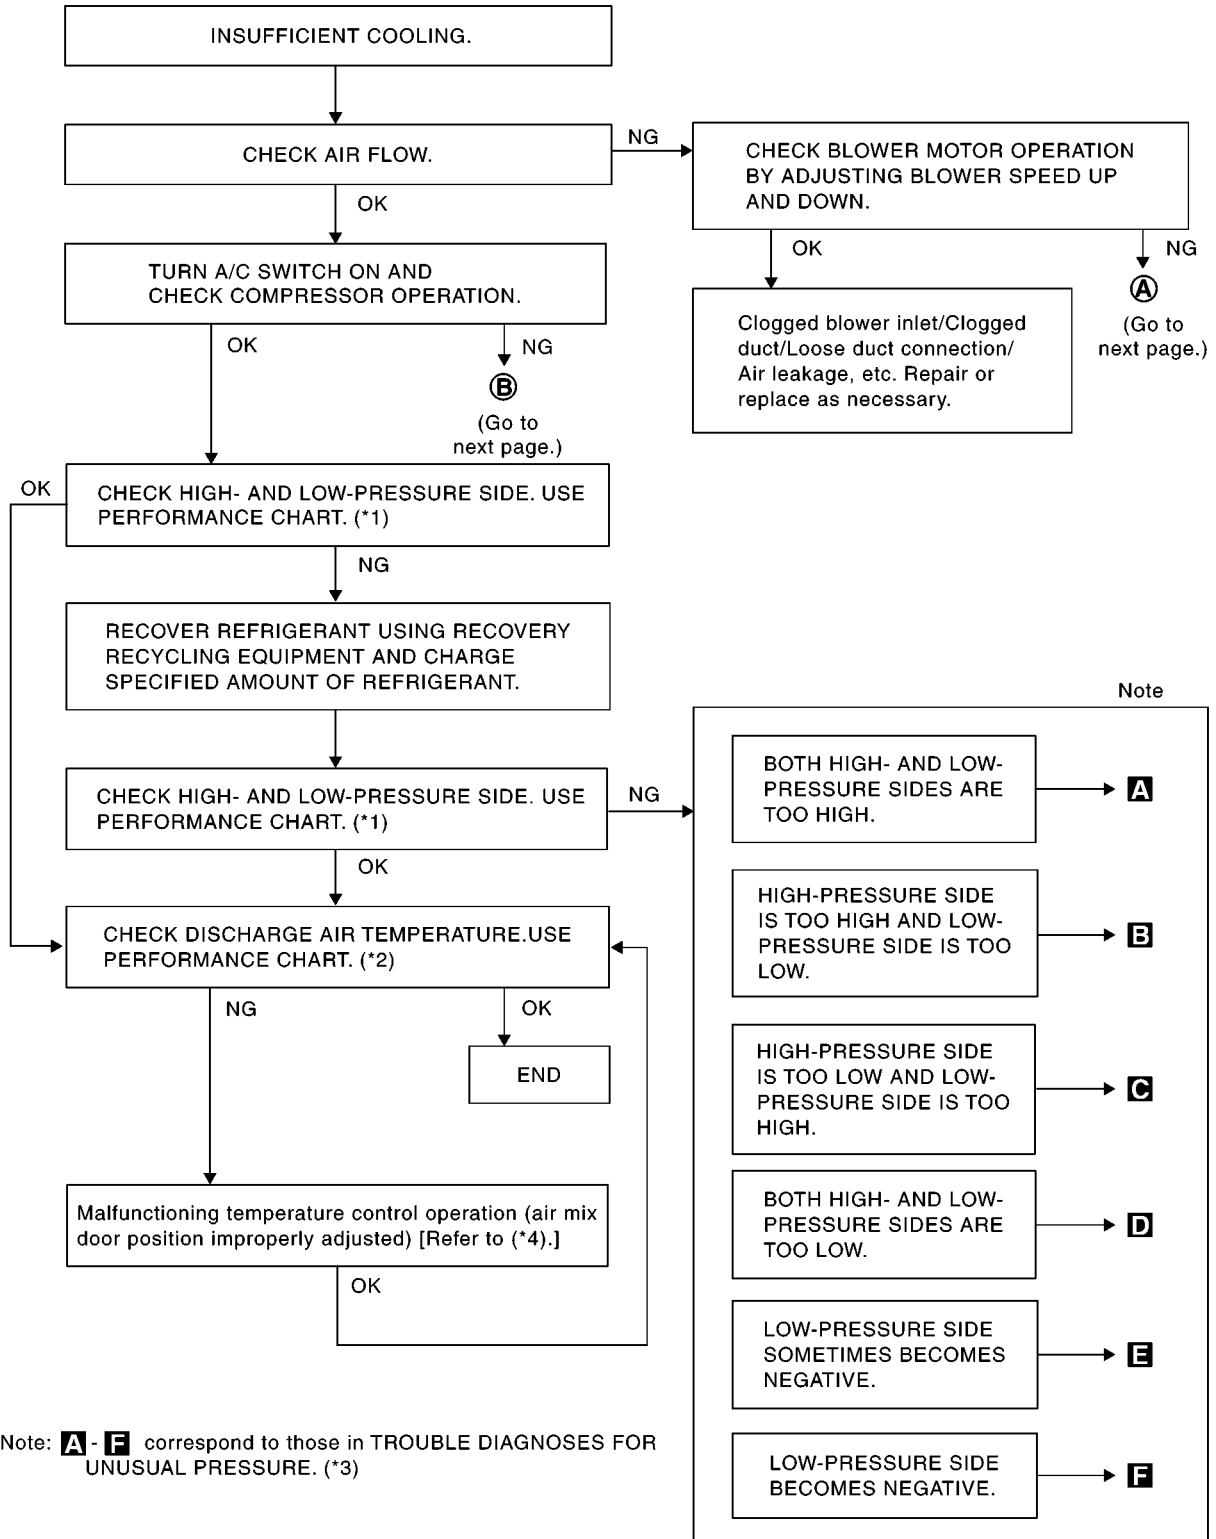 INSUFFICIENT COOLING.
CHECK AIR FLOW.
NG
CHECK BLOWER MOTOR OPERATION
BY ADJUSTING BLOWER SPEED UP
AND DOWN.
OK
TURN A/C SWITCH ON AND
CHECK COMPRESSOR OPERATION.
OK
NG
A
(Go to
next page.)
Clogged blower inlet/Clogged
duct/Loose duct connection/
Air leakage, etc. Repair or
replace as necessary.
OK
NG
B
(Go to
next page.)
OK
CHECK HIGH- AND LOW-PRESSURE SIDE. USE
PERFORMANCE CHART. (*1)
NG
RECOVER REFRIGERANT USING RECOVERY
RECYCLING EQUIPMENT AND CHARGE
SPECIFIED AMOUNT OF REFRIGERANT.
CHECK HIGH- AND LOW-PRESSURE SIDE. USE
PERFORMANCE CHART. (*1)
NG
OK
CHECK DISCHARGE AIR TEMPERATURE.USE
PERFORMANCE CHART. (*2)
NG
OK
END
Malfunctioning temperature control operation (air mix
door position improperly adjusted) [Refer to (*4).]
OK
Note
BOTH HIGH- AND LOW-
PRESSURE SIDES ARE
TOO HIGH.
A
HIGH-PRESSURE SIDE
IS TOO HIGH AND LOW-
PRESSURE SIDE IS TOO
LOW.
B
HIGH-PRESSURE SIDE
IS TOO LOW AND LOW-
PRESSURE SIDE IS TOO
HIGH.
C
BOTH HIGH- AND LOW-
PRESSURE SIDES ARE
TOO LOW.
D
LOW-PRESSURE SIDE
SOMETIMES BECOMES
NEGATIVE.
E
LOW-PRESSURE SIDE
BECOMES NEGATIVE.
F
Note: A - F correspond to those in TROUBLE DIAGNOSES FOR
UNUSUAL PRESSURE. (*3)